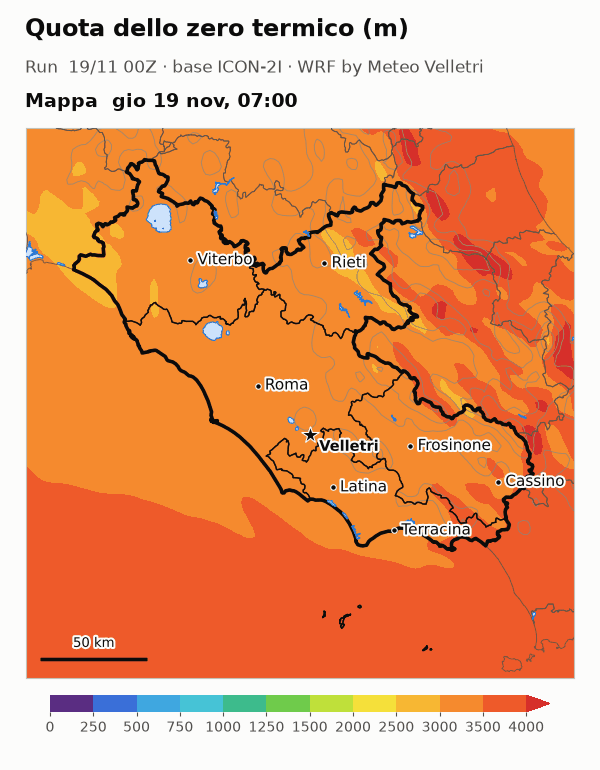 Quota dello zero termico (m)
Run  19/11 00Z · base ICON-2I · WRF by Meteo Velletri
Mappa  gio 19 nov, 07:00
Viterbo
Rieti
Roma
Velletri
Frosinone
Latina
Cassino
Terracina
50 km
0 250 500 750 1000 1250 1500 2000 2500 3000 3500 4000